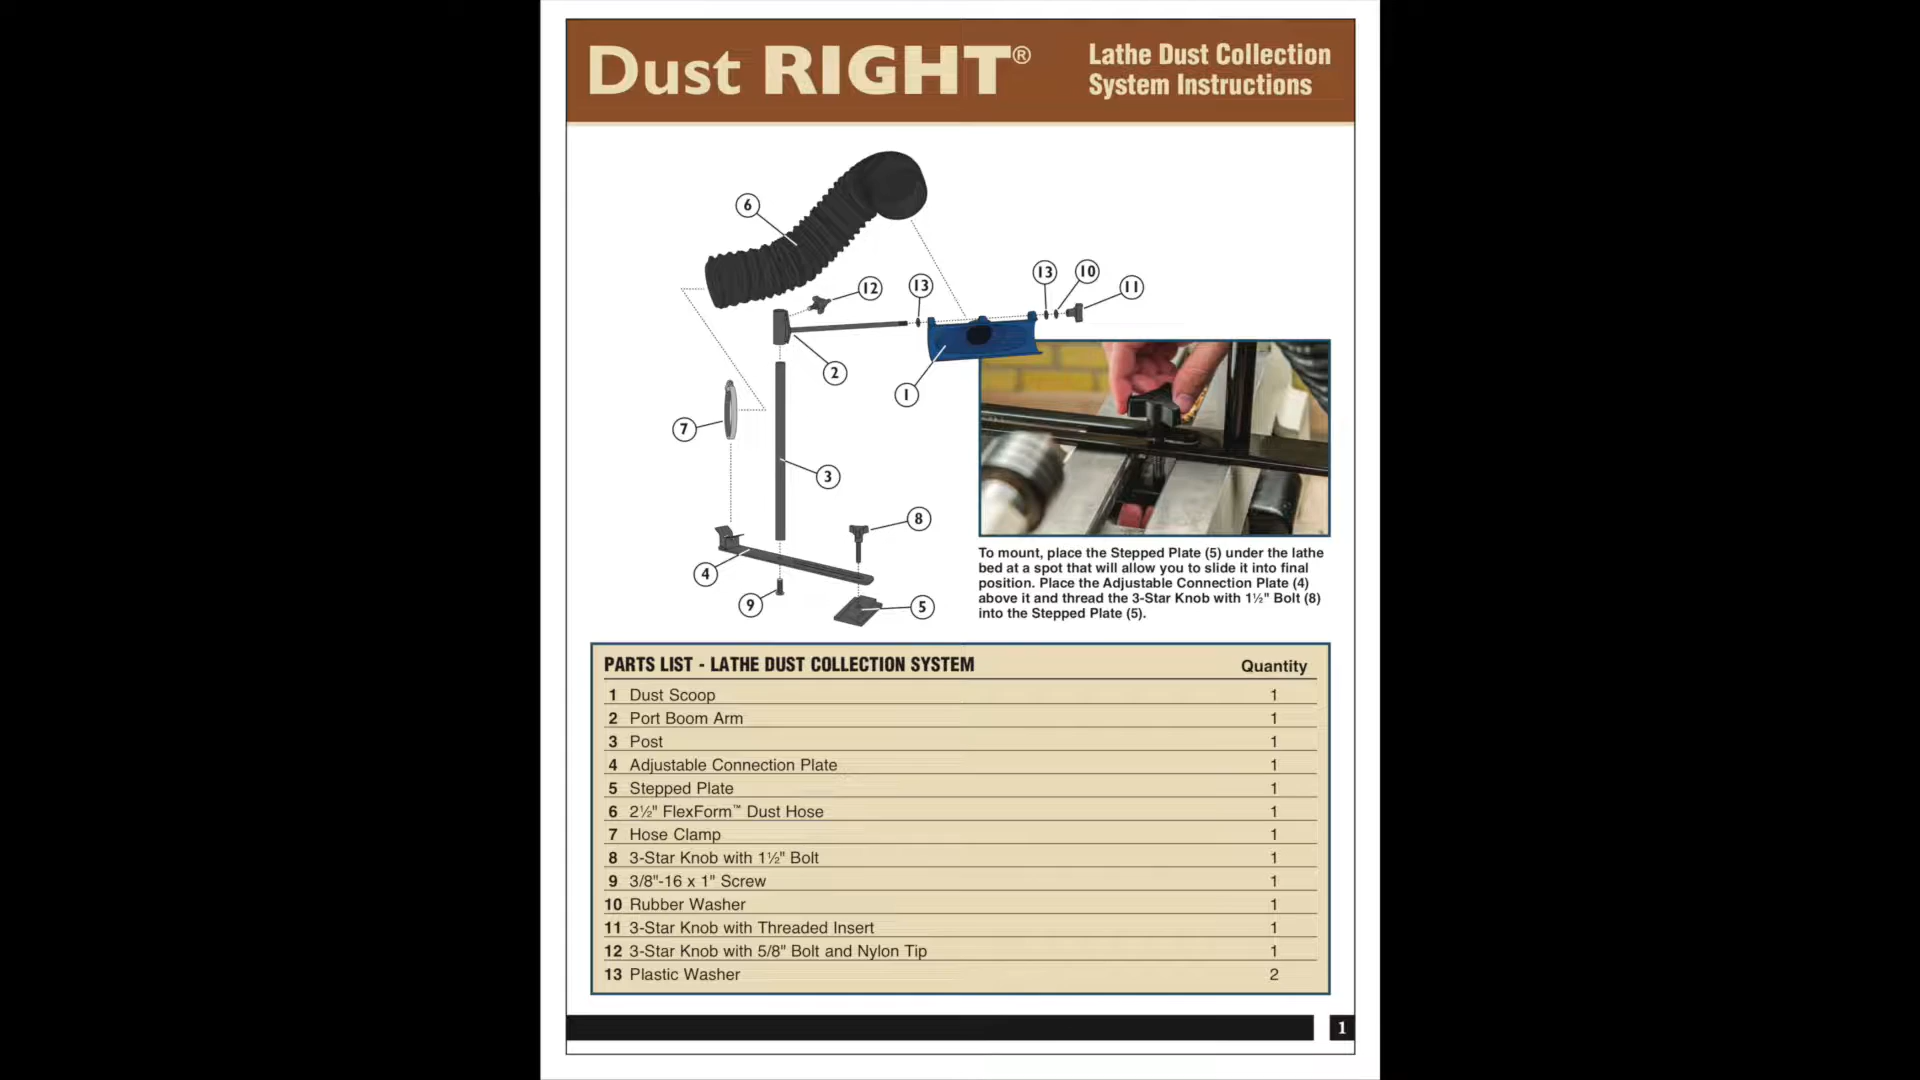 Dust RIGHT®
Lathe Dust Collection
System Instructions
6
12
13
13
10
11
2
1
7
3
8
4
9
5
To mount, place the Stepped Plate (5) under the lathe
bed at a spot that will allow you to slide it into final
position. Place the Adjustable Connection Plate (4)
above it and thread the 3-Star Knob with 1½" Bolt (8)
into the Stepped Plate (5).
PARTS LIST - LATHE DUST COLLECTION SYSTEM Quantity
1 Dust Scoop 1
2 Port Boom Arm 1
3 Post 1
4 Adjustable Connection Plate 1
5 Stepped Plate 1
6 2½" FlexForm™ Dust Hose 1
7 Hose Clamp 1
8 3-Star Knob with 1½" Bolt 1
9 3/8"-16 x 1" Screw 1
10 Rubber Washer 1
11 3-Star Knob with Threaded Insert 1
12 3-Star Knob with 5/8" Bolt and Nylon Tip 1
13 Plastic Washer 2
1